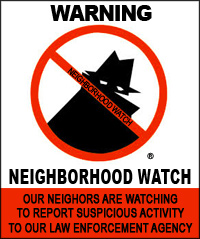 WARNING
NEIGHBORHOOD WATCH
®
NEIGHBORHOOD WATCH
OUR NEIGHORS ARE WATCHING
TO REPORT SUSPICIOUS ACTIVITY
TO OUR LAW ENFORCEMENT AGENCY